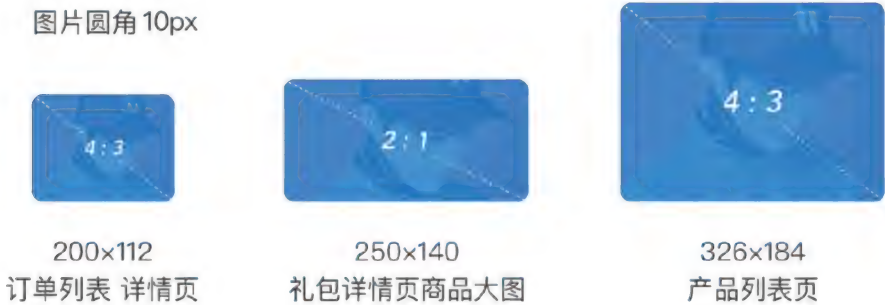 图片圆角 10px
4 : 3
2 : 1
4 : 3
200×112
250×140
326×184
订单列表 详情页
礼包详情页商品大图
产品列表页